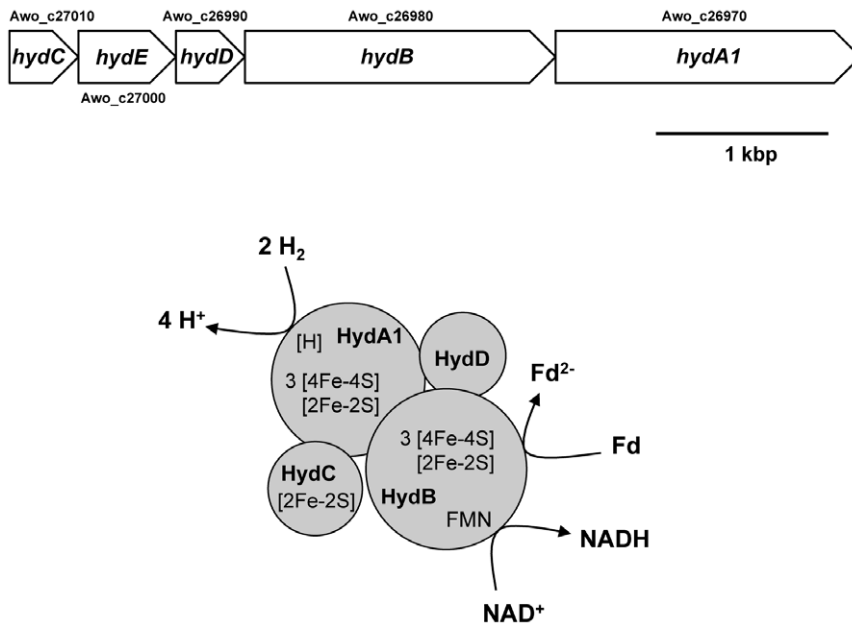 Awo_c27010 Awo_c26990 Awo_c26980 Awo_c26970
hydC hydE hydD hydB hydA1
Awo_c27000
1 kbp
2 H₂
4 H⁺
[H] HydA1
HydD
3 [4Fe-4S]
[2Fe-2S]
Fd²⁻
3 [4Fe-4S]
[2Fe-2S]
Fd
HydC
[2Fe-2S]
HydB
FMN
NADH
NAD⁺